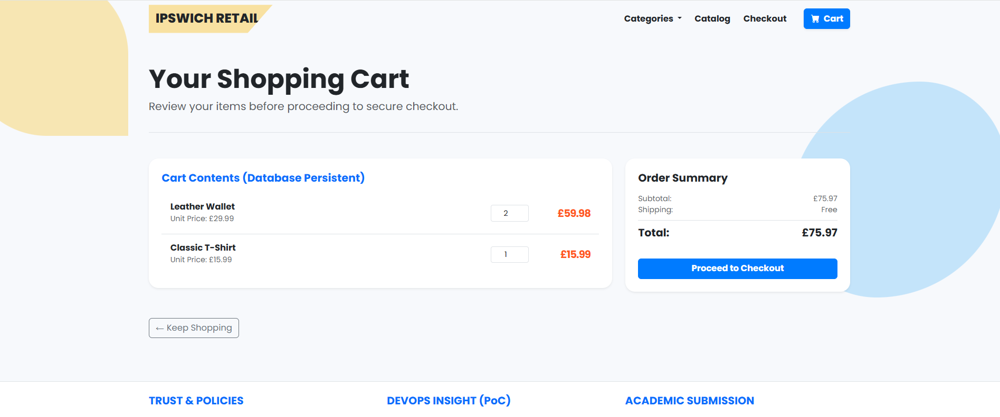 IPSWICH RETAIL
Categories
Catalog
Checkout
Cart
Your Shopping Cart
Review your items before proceeding to secure checkout.
Cart Contents (Database Persistent)
Leather Wallet
Unit Price: £29.99
2
£59.98
Classic T-Shirt
Unit Price: £15.99
1
£15.99
Order Summary
Subtotal: £75.97
Shipping: Free
Total: £75.97
Proceed to Checkout
← Keep Shopping
TRUST & POLICIES
DEVOPS INSIGHT (PoC)
ACADEMIC SUBMISSION